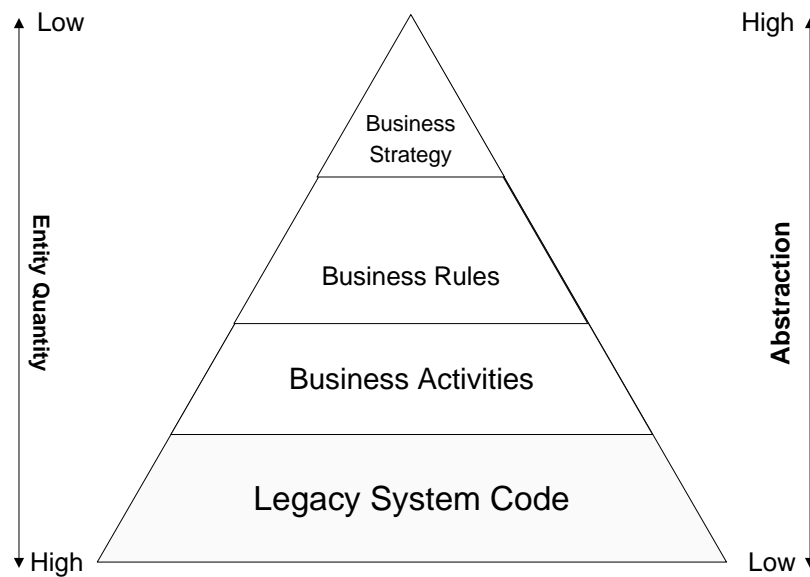 Low
High
Business
Strategy
Entity Quantity
Business Rules
Abstraction
Business Activities
Legacy System Code
High
Low